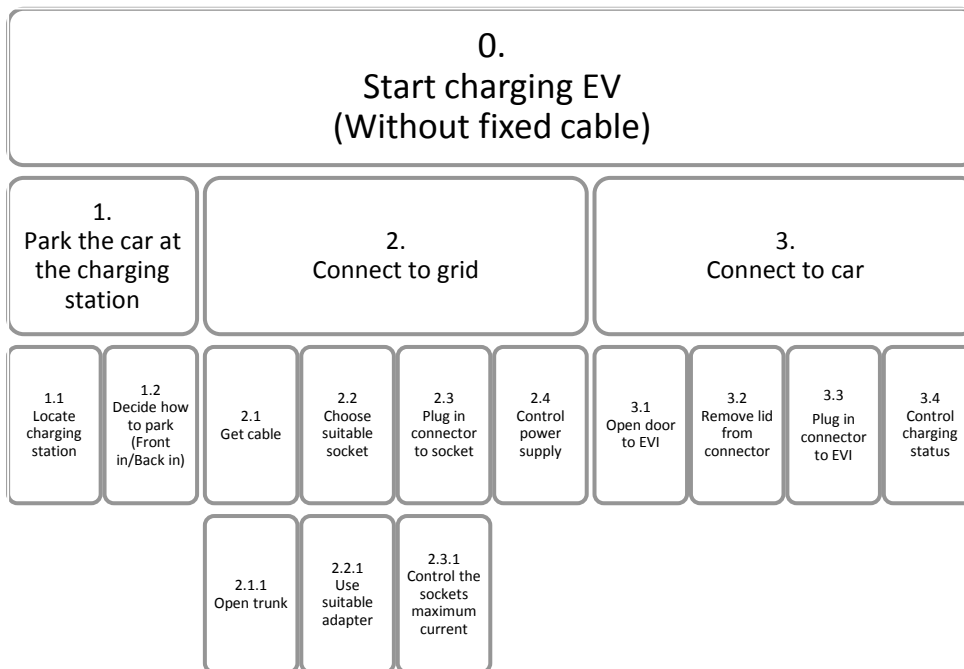 0.
Start charging EV
(Without fixed cable)
1.
Park the car at
the charging
station
2.
Connect to grid
3.
Connect to car
1.1
Locate
charging
station
1.2
Decide how
to park
(Front
in/Back in)
2.1
Get cable
2.2
Choose
suitable
socket
2.3
Plug in
connector
to socket
2.4
Control
power
supply
3.1
Open door
to EVI
3.2
Remove lid
from
connector
3.3
Plug in
connector
to EVI
3.4
Control
charging
status
2.1.1
Open trunk
2.2.1
Use
suitable
adapter
2.3.1
Control the
sockets
maximum
current